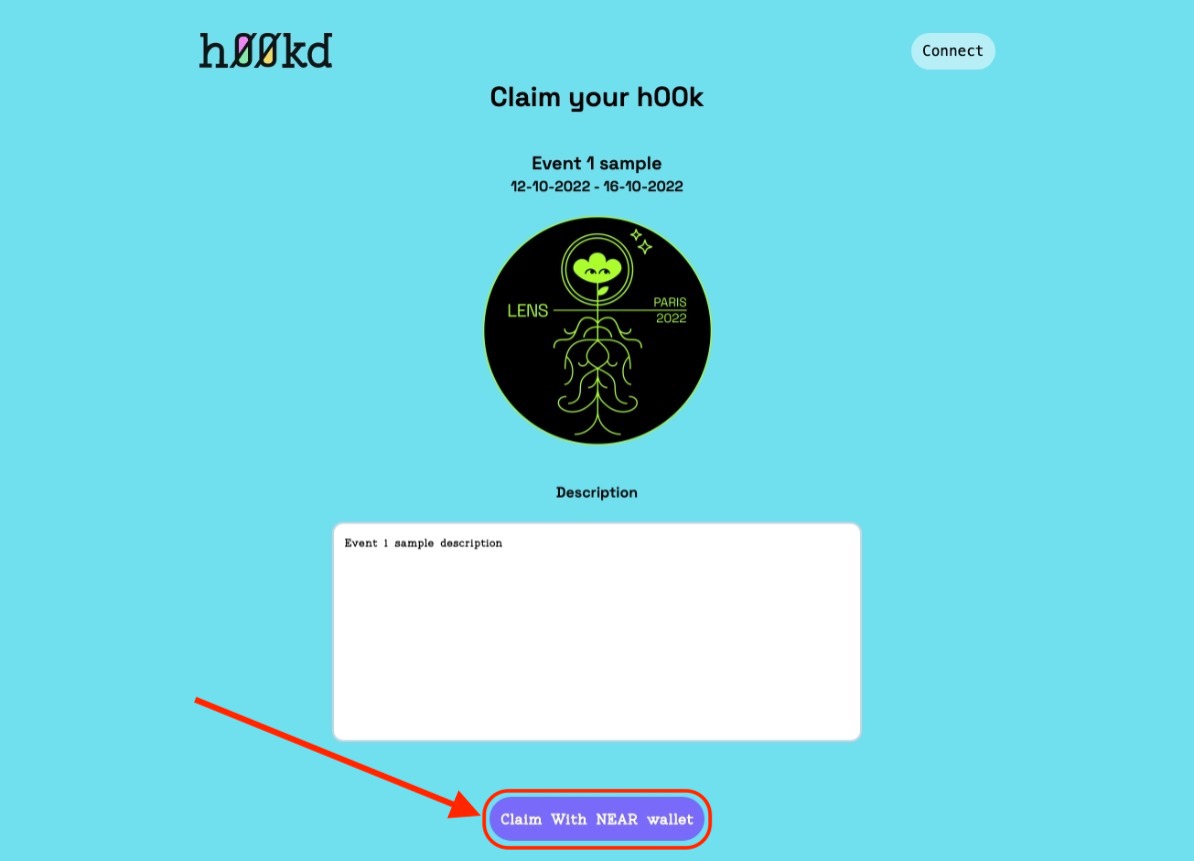 hØØkd
Connect
Claim your h00k
Event 1 sample
12-10-2022 - 16-10-2022
LENS
PARIS
2022
Description
Event 1 sample description
Claim With NEAR wallet